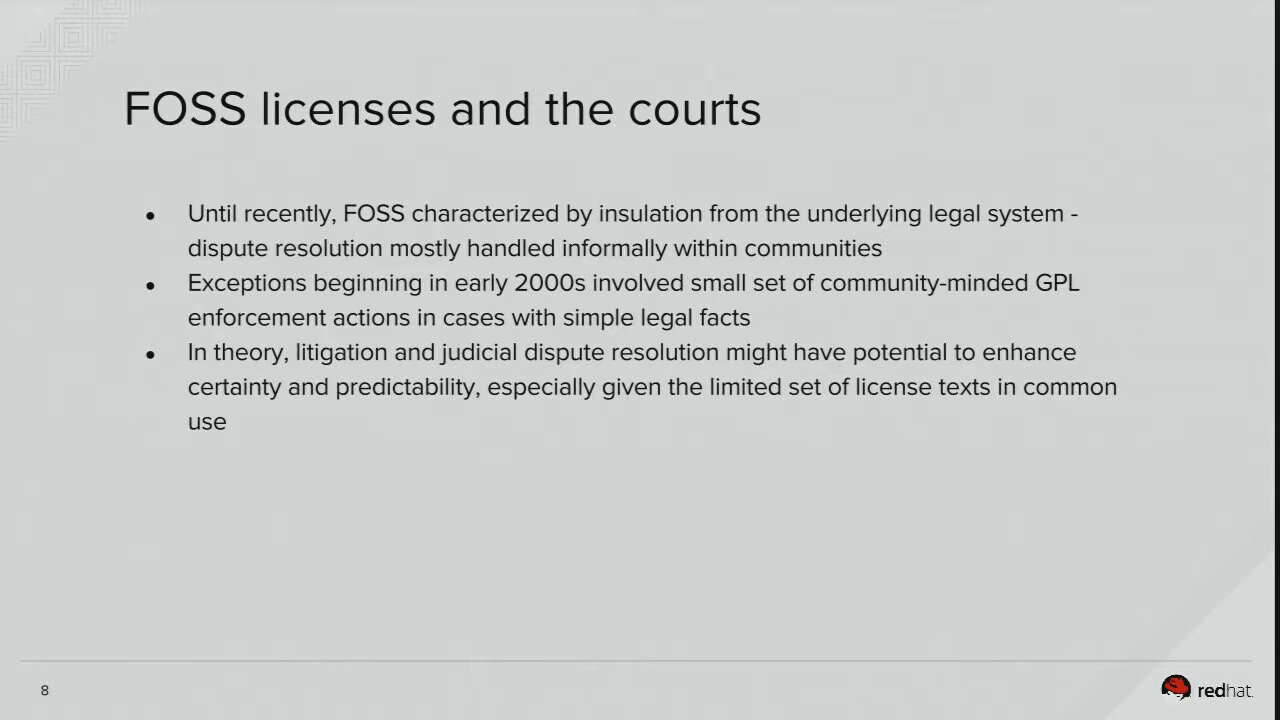 FOSS licenses and the courts
● Until recently, FOSS characterized by insulation from the underlying legal system -
dispute resolution mostly handled informally within communities
● Exceptions beginning in early 2000s involved small set of community-minded GPL
enforcement actions in cases with simple legal facts
● In theory, litigation and judicial dispute resolution might have potential to enhance
certainty and predictability, especially given the limited set of license texts in common
use
8
redhat.